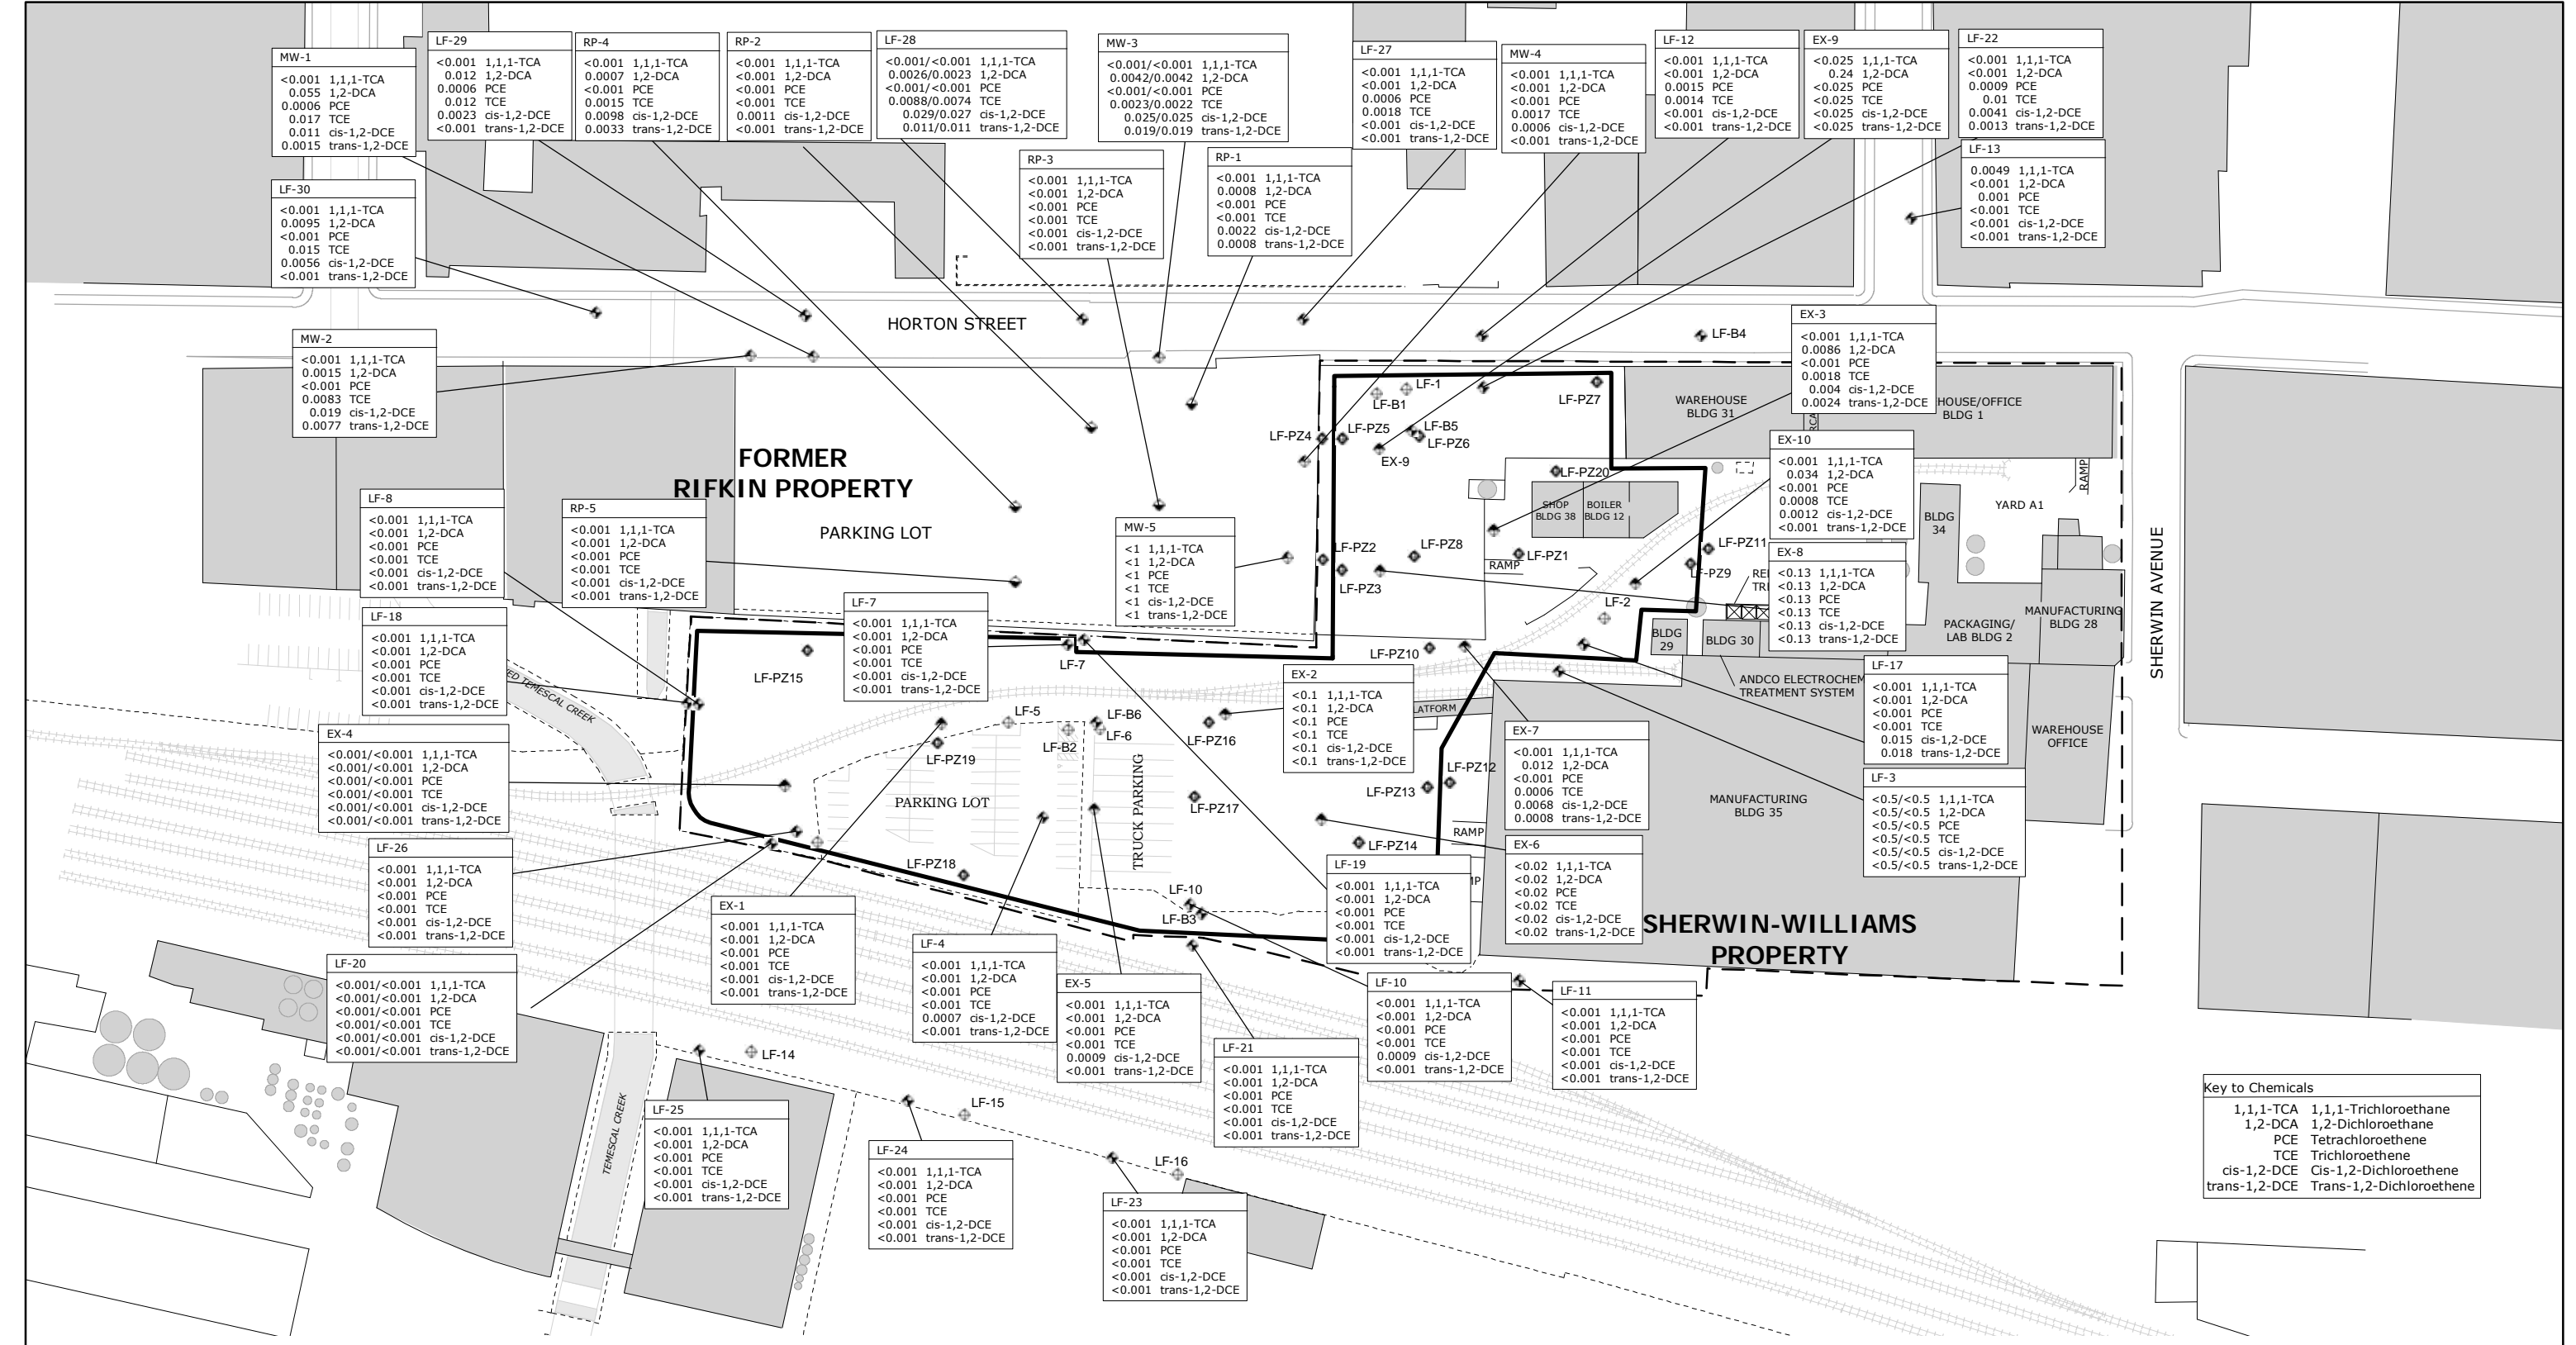 MW-1
<0.001 1,1,1-TCA
0.055 1,2-DCA
0.0006 PCE
0.017 TCE
0.011 cis-1,2-DCE
0.0015 trans-1,2-DCE
LF-29
<0.001 1,1,1-TCA
0.012 1,2-DCA
0.0006 PCE
0.012 TCE
0.0023 cis-1,2-DCE
<0.001 trans-1,2-DCE
RP-4
<0.001 1,1,1-TCA
0.0007 1,2-DCA
<0.001 PCE
0.0015 TCE
0.0098 cis-1,2-DCE
0.0033 trans-1,2-DCE
RP-2
<0.001 1,1,1-TCA
<0.001 1,2-DCA
<0.001 PCE
<0.001 TCE
0.0011 cis-1,2-DCE
<0.001 trans-1,2-DCE
LF-28
<0.001/<0.001 1,1,1-TCA
0.0026/0.0023 1,2-DCA
<0.001/<0.001 PCE
0.0088/0.0074 TCE
0.029/0.027 cis-1,2-DCE
0.011/0.011 trans-1,2-DCE
MW-3
<0.001/<0.001 1,1,1-TCA
0.0042/0.0042 1,2-DCA
<0.001/<0.001 PCE
0.0023/0.0022 TCE
0.025/0.025 cis-1,2-DCE
0.019/0.019 trans-1,2-DCE
LF-27
<0.001 1,1,1-TCA
<0.001 1,2-DCA
0.0006 PCE
0.0018 TCE
<0.001 cis-1,2-DCE
<0.001 trans-1,2-DCE
MW-4
<0.001 1,1,1-TCA
<0.001 1,2-DCA
<0.001 PCE
0.0017 TCE
0.0006 cis-1,2-DCE
<0.001 trans-1,2-DCE
LF-12
<0.001 1,1,1-TCA
<0.001 1,2-DCA
0.0015 PCE
0.0014 TCE
<0.001 cis-1,2-DCE
<0.001 trans-1,2-DCE
EX-9
<0.025 1,1,1-TCA
0.24 1,2-DCA
<0.025 PCE
<0.025 TCE
<0.025 cis-1,2-DCE
<0.025 trans-1,2-DCE
LF-22
<0.001 1,1,1-TCA
<0.001 1,2-DCA
0.0009 PCE
0.01 TCE
0.0041 cis-1,2-DCE
0.0013 trans-1,2-DCE
LF-13
0.0049 1,1,1-TCA
<0.001 1,2-DCA
0.001 PCE
<0.001 TCE
<0.001 cis-1,2-DCE
<0.001 trans-1,2-DCE
RP-3
<0.001 1,1,1-TCA
<0.001 1,2-DCA
<0.001 PCE
<0.001 TCE
<0.001 cis-1,2-DCE
<0.001 trans-1,2-DCE
RP-1
<0.001 1,1,1-TCA
0.0008 1,2-DCA
<0.001 PCE
<0.001 TCE
0.0022 cis-1,2-DCE
0.0008 trans-1,2-DCE
LF-30
<0.001 1,1,1-TCA
0.0095 1,2-DCA
<0.001 PCE
0.015 TCE
0.0056 cis-1,2-DCE
<0.001 trans-1,2-DCE
HORTON STREET
LF-B4
MW-2
<0.001 1,1,1-TCA
0.0015 1,2-DCA
<0.001 PCE
0.0083 TCE
0.019 cis-1,2-DCE
0.0077 trans-1,2-DCE
EX-3
<0.001 1,1,1-TCA
0.0086 1,2-DCA
<0.001 PCE
0.0018 TCE
0.004 cis-1,2-DCE
0.0024 trans-1,2-DCE
LF-1
LF-B1
LF-PZ7
WAREHOUSE
BLDG 31
HOUSE/OFFICE
BLDG 1
LF-PZ4
LF-PZ5
LF-B5
LF-PZ6
EX-9
LF-PZ20
FORMER
RIFKIN PROPERTY
PARKING LOT
EX-10
<0.001 1,1,1-TCA
0.034 1,2-DCA
<0.001 PCE
0.0008 TCE
0.0012 cis-1,2-DCE
<0.001 trans-1,2-DCE
RAMP
YARD A1
SHOP
BLDG 38
BOILER
BLDG 12
BLDG
34
SHERWIN AVENUE
LF-8
<0.001 1,1,1-TCA
<0.001 1,2-DCA
<0.001 PCE
<0.001 TCE
<0.001 cis-1,2-DCE
<0.001 trans-1,2-DCE
RP-5
<0.001 1,1,1-TCA
<0.001 1,2-DCA
<0.001 PCE
<0.001 TCE
<0.001 cis-1,2-DCE
<0.001 trans-1,2-DCE
MW-5
<1 1,1,1-TCA
<1 1,2-DCA
<1 PCE
<1 TCE
<1 cis-1,2-DCE
<1 trans-1,2-DCE
LF-PZ2
LF-PZ8
LF-PZ3
RAMP
LF-PZ1
LF-PZ11
LF-PZ9
LF-2
EX-8
<0.13 1,1,1-TCA
<0.13 1,2-DCA
<0.13 PCE
<0.13 TCE
<0.13 cis-1,2-DCE
<0.13 trans-1,2-DCE
MANUFACTURING
BLDG 28
PACKAGING/
LAB BLDG 2
BLDG
29
BLDG 30
LF-18
<0.001 1,1,1-TCA
<0.001 1,2-DCA
<0.001 PCE
<0.001 TCE
<0.001 cis-1,2-DCE
<0.001 trans-1,2-DCE
LF-7
<0.001 1,1,1-TCA
<0.001 1,2-DCA
<0.001 PCE
<0.001 TCE
<0.001 cis-1,2-DCE
<0.001 trans-1,2-DCE
LF-7
LF-PZ15
LF-PZ10
ED TEMESCAL CREEK
EX-2
<0.1 1,1,1-TCA
<0.1 1,2-DCA
<0.1 PCE
<0.1 TCE
<0.1 cis-1,2-DCE
<0.1 trans-1,2-DCE
LF-17
<0.001 1,1,1-TCA
<0.001 1,2-DCA
<0.001 PCE
<0.001 TCE
0.015 cis-1,2-DCE
0.018 trans-1,2-DCE
ANDCO ELECTROCHEM
TREATMENT SYSTEM
LATFORM
WAREHOUSE
OFFICE
LF-5
LF-B6
LF-B2
LF-6
LF-PZ16
LF-PZ19
EX-4
<0.001/<0.001 1,1,1-TCA
<0.001/<0.001 1,2-DCA
<0.001/<0.001 PCE
<0.001/<0.001 TCE
<0.001/<0.001 cis-1,2-DCE
<0.001/<0.001 trans-1,2-DCE
EX-7
<0.001 1,1,1-TCA
0.012 1,2-DCA
<0.001 PCE
0.0006 TCE
0.0068 cis-1,2-DCE
0.0008 trans-1,2-DCE
LF-3
<0.5/<0.5 1,1,1-TCA
<0.5/<0.5 1,2-DCA
<0.5/<0.5 PCE
<0.5/<0.5 TCE
<0.5/<0.5 cis-1,2-DCE
<0.5/<0.5 trans-1,2-DCE
LF-PZ12
LF-PZ13
MANUFACTURING
BLDG 35
PARKING LOT
TRUCK PARKING
LF-PZ17
RAMP
LF-PZ14
LF-PZ18
LF-26
<0.001 1,1,1-TCA
<0.001 1,2-DCA
<0.001 PCE
<0.001 TCE
<0.001 cis-1,2-DCE
<0.001 trans-1,2-DCE
LF-19
<0.001 1,1,1-TCA
<0.001 1,2-DCA
<0.001 PCE
<0.001 TCE
<0.001 cis-1,2-DCE
<0.001 trans-1,2-DCE
EX-6
<0.02 1,1,1-TCA
<0.02 1,2-DCA
<0.02 PCE
<0.02 TCE
<0.02 cis-1,2-DCE
<0.02 trans-1,2-DCE
LF-10
LF-B3
SHERWIN-WILLIAMS
PROPERTY
EX-1
<0.001 1,1,1-TCA
<0.001 1,2-DCA
<0.001 PCE
<0.001 TCE
<0.001 cis-1,2-DCE
<0.001 trans-1,2-DCE
LF-4
<0.001 1,1,1-TCA
<0.001 1,2-DCA
<0.001 PCE
<0.001 TCE
0.0007 cis-1,2-DCE
<0.001 trans-1,2-DCE
LF-20
<0.001/<0.001 1,1,1-TCA
<0.001/<0.001 1,2-DCA
<0.001/<0.001 PCE
<0.001/<0.001 TCE
<0.001/<0.001 cis-1,2-DCE
<0.001/<0.001 trans-1,2-DCE
EX-5
<0.001 1,1,1-TCA
<0.001 1,2-DCA
<0.001 PCE
<0.001 TCE
0.0009 cis-1,2-DCE
<0.001 trans-1,2-DCE
LF-10
<0.001 1,1,1-TCA
<0.001 1,2-DCA
<0.001 PCE
<0.001 TCE
0.0009 cis-1,2-DCE
<0.001 trans-1,2-DCE
LF-11
<0.001 1,1,1-TCA
<0.001 1,2-DCA
<0.001 PCE
<0.001 TCE
<0.001 cis-1,2-DCE
<0.001 trans-1,2-DCE
LF-21
<0.001 1,1,1-TCA
<0.001 1,2-DCA
<0.001 PCE
<0.001 TCE
<0.001 cis-1,2-DCE
<0.001 trans-1,2-DCE
LF-14
LF-15
LF-16
TEMESCAL CREEK
LF-25
<0.001 1,1,1-TCA
<0.001 1,2-DCA
<0.001 PCE
<0.001 TCE
<0.001 cis-1,2-DCE
<0.001 trans-1,2-DCE
LF-24
<0.001 1,1,1-TCA
<0.001 1,2-DCA
<0.001 PCE
<0.001 TCE
<0.001 cis-1,2-DCE
<0.001 trans-1,2-DCE
LF-23
<0.001 1,1,1-TCA
<0.001 1,2-DCA
<0.001 PCE
<0.001 TCE
<0.001 cis-1,2-DCE
<0.001 trans-1,2-DCE
Key to Chemicals
1,1,1-TCA 1,1,1-Trichloroethane
1,2-DCA 1,2-Dichloroethane
PCE Tetrachloroethene
TCE Trichloroethene
cis-1,2-DCE Cis-1,2-Dichloroethene
trans-1,2-DCE Trans-1,2-Dichloroethene